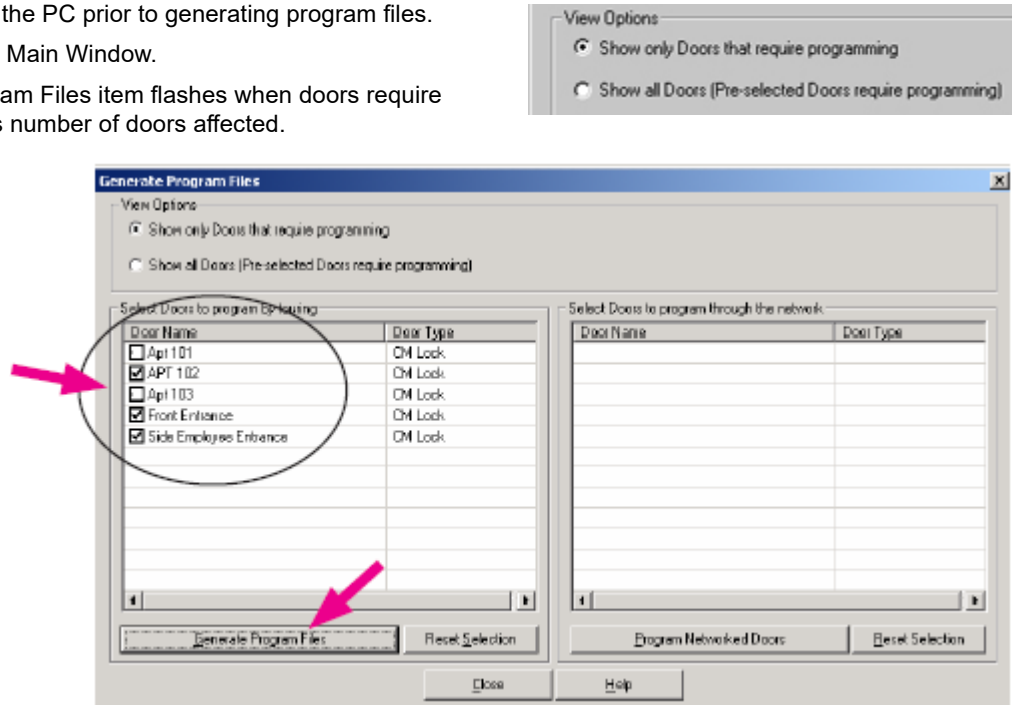 the PC prior to generating program files.
Main Window.
am Files item flashes when doors require
s number of doors affected.
View Options
Show only Doors that require programming
Show all Doors (Pre-selected Doors require programming)
Generate Program Files
View Options
Show only Doors that require programming
Show all Doors (Pre-selected Doors require programming)
Select Doors to program by touring
Door Name Door Type
Apt 101 CM Lock
APT 102 CM Lock
Apt 103 CM Lock
Front Entrance CM Lock
Side Employee Entrance CM Lock
Generate Program Files Reset Selection
Select Doors to program through the network
Door Name Door Type
Program Networked Doors Reset Selection
Close Help